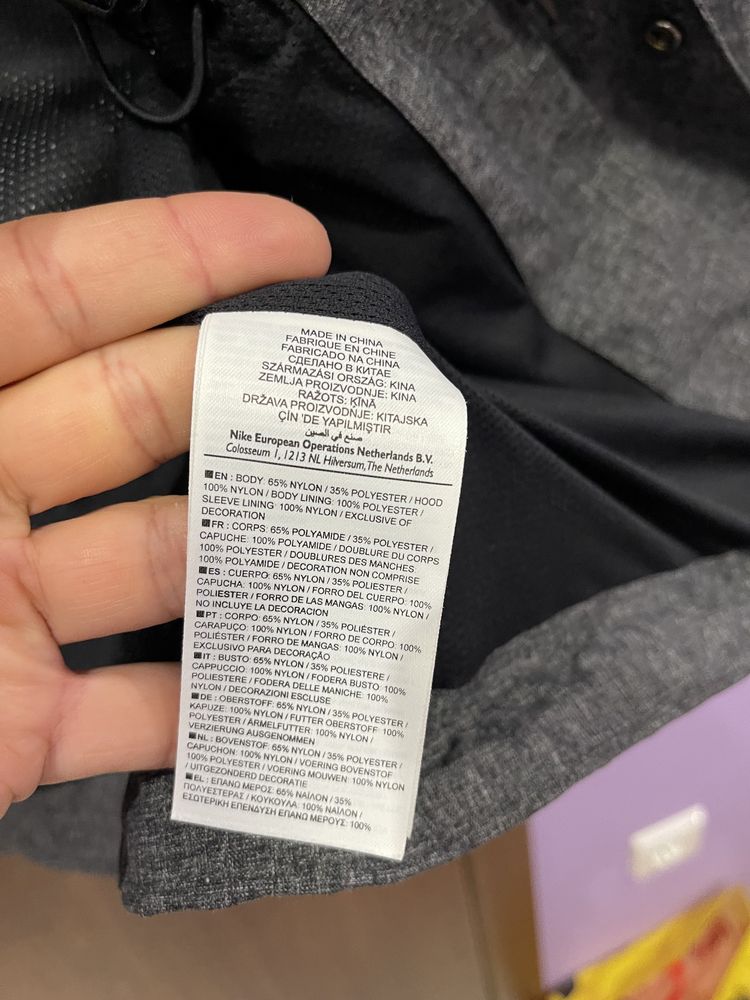 MADE IN CHINA
FABRIQUE EN CHINE
FABRICADO NA CHINA
СДЕЛАНО В КИТАЕ
SZÁRMAZÁSI ORSZÁG: KINA
ZEMLJA PROIZVODNJE: KINA
RAŽOTS: ĶĪNĀ
DRŽAVA PROIZVODNJE: KITAJSKA
ÇİN 'DE YAPILMIŞTIR
صنع في الصين
Nike European Operations Netherlands B.V.
Colosseum 1, 1213 NL Hilversum, The Netherlands
EN: BODY: 65% NYLON / 35% POLYESTER / HOOD
100% NYLON / BODY LINING: 100% POLYESTER /
SLEEVE LINING: 100% NYLON / EXCLUSIVE OF
DECORATION
FR : CORPS: 65% POLYAMIDE / 35% POLYESTER /
CAPUCHE: 100% POLYAMIDE / DOUBLURE DU CORPS
100% POLYESTER / DOUBLURES DES MANCHES
100% POLYAMIDE / DECORATION NON COMPRISE
ES : CUERPO: 65% NYLON / 35% POLIESTER /
CAPUCHA: 100% NYLON / FORRO DEL CUERPO: 100%
POLIESTER / FORRO DE LAS MANGAS: 100% NYLON /
NO INCLUYE LA DECORACION
PT : CORPO: 65% NYLON / 35% POLIÉSTER /
CARAPUÇO: 100% NYLON / FORRO DE CORPO: 100%
POLIÉSTER / FORRO DE MANGAS: 100% NYLON /
EXCLUSIVO PARA DECORAÇÃO
IT : BUSTO: 65% NYLON / 35% POLIESTERE /
CAPPUCCIO: 100% NYLON / FODERA BUSTO: 100%
POLIESTERE / FODERA DELLE MANICHE: 100%
NYLON / DECORAZIONI ESCLUSE
DE : OBERSTOFF: 65% NYLON / 35% POLYESTER /
KAPUZE: 100% NYLON / FUTTER OBERSTOFF: 100%
POLYESTER / ÄRMELFUTTER: 100% NYLON /
VERZIERUNG AUSGENOMMEN
NL : BOVENSTOF: 65% NYLON / 35% POLYESTER /
CAPUCHON: 100% NYLON / VOERING BOVENSTOF
100% POLYESTER / VOERING MOUWEN: 100% NYLON
/ UITGEZONDERD DECORATIE
EL : ΕΠΑΝΩ ΜΕΡΟΣ: 65% ΝΑΪΛΟΝ / 35%
ΠΟΛΥΕΣΤΕΡΑΣ / ΚΟΥΚΟΥΛΑ: 100% ΝΑΪΛΟΝ /
ΕΣΩΤΕΡΙΚΗ ΕΠΕΝΔΥΣΗ ΕΠΑΝΩ ΜΕΡΟΥΣ: 100%